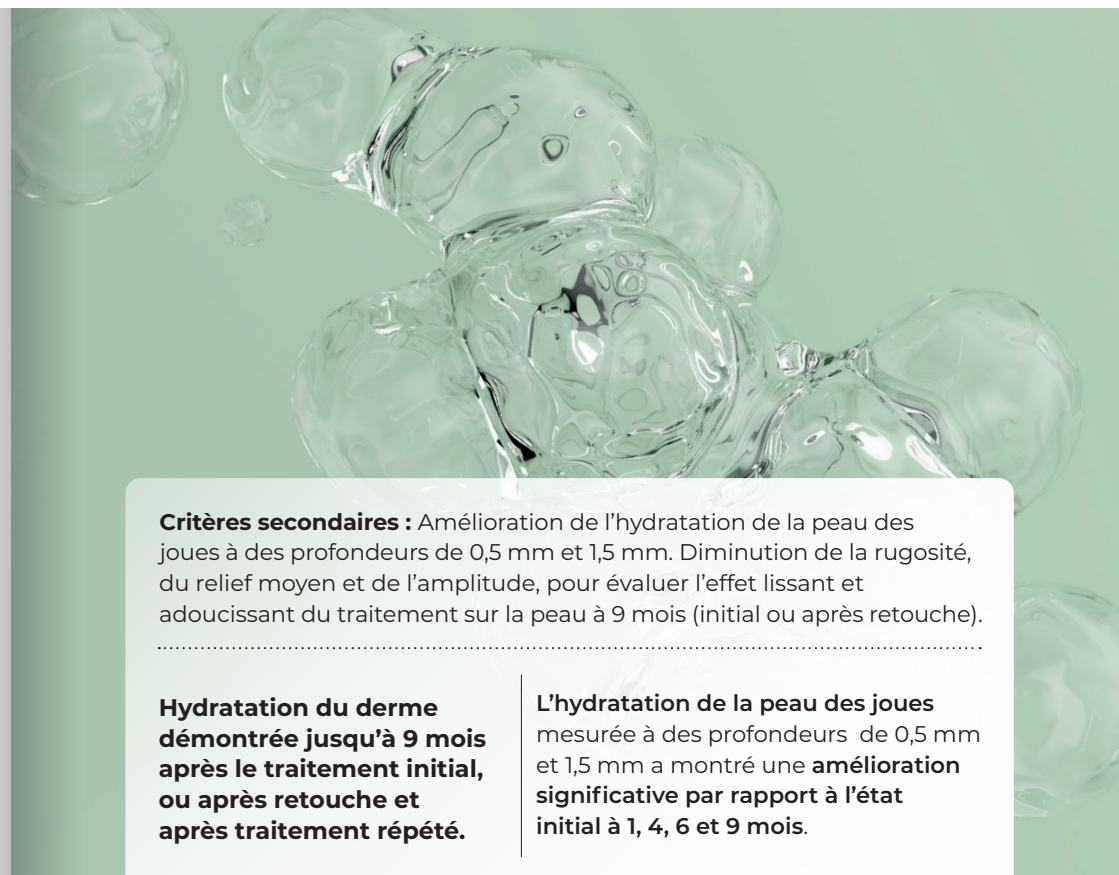 Critères secondaires : Amélioration de l'hydratation de la peau des
joues à des profondeurs de 0,5 mm et 1,5 mm. Diminution de la rugosité,
du relief moyen et de l'amplitude, pour évaluer l'effet lissant et
adoucissant du traitement sur la peau à 9 mois (initial ou après retouche).
Hydratation du derme
démontrée jusqu'à 9 mois
après le traitement initial,
ou après retouche et
après traitement répété.
L'hydratation de la peau des joues
mesurée à des profondeurs de 0,5 mm
et 1,5 mm a montré une amélioration
significative par rapport à l'état
initial à 1, 4, 6 et 9 mois.